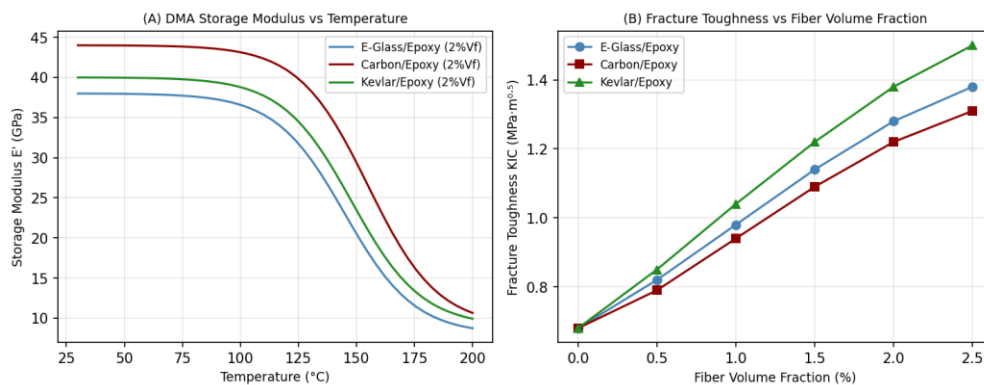 (A) DMA Storage Modulus vs Temperature
45
40
35
30
25
20
15
10
Storage Modulus E' (GPa)
E-Glass/Epoxy (2%Vf)
Carbon/Epoxy (2%Vf)
Kevlar/Epoxy (2%Vf)
25 50 75 100 125 150 175 200
Temperature (°C)
(B) Fracture Toughness vs Fiber Volume Fraction
1.4
1.2
1.0
0.8
Fracture Toughness KIC (MPa·m⁰·⁵)
E-Glass/Epoxy
Carbon/Epoxy
Kevlar/Epoxy
0.0 0.5 1.0 1.5 2.0 2.5
Fiber Volume Fraction (%)